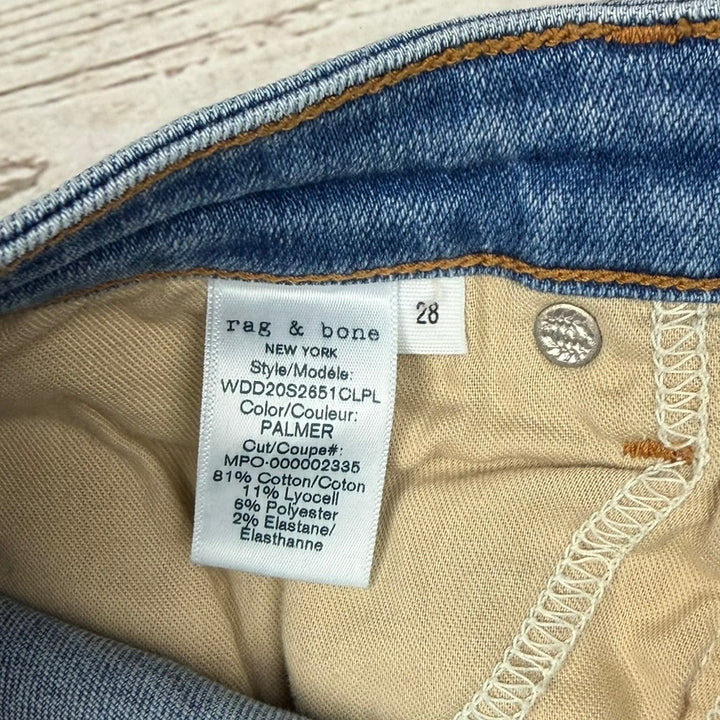 rag & bone
NEW YORK
Style/Modèle:
WDD20S2651CLPL
Color/Couleur:
PALMER
Cut/Coupe#:
MPO-000002335
81% Cotton/Coton
11% Lyocell
6% Polyester
2% Elastane/
Elasthanne
28